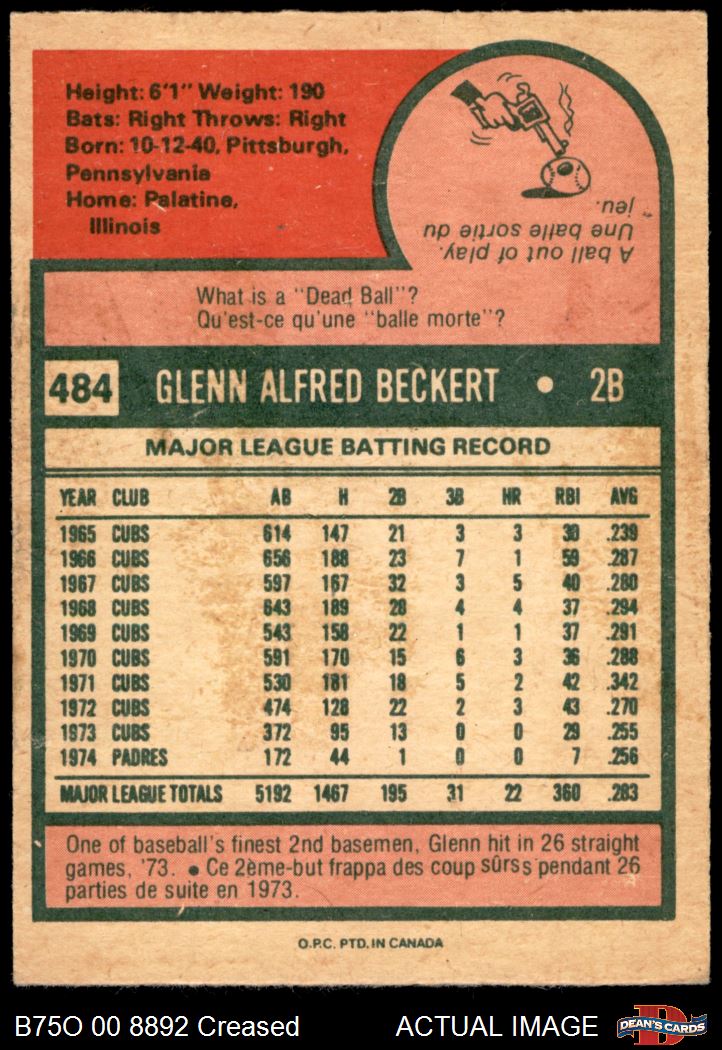 Height: 6'1" Weight: 190
Bats: Right Throws: Right
Born: 10-12-40, Pittsburgh,
Pennsylvania
Home: Palatine,
Illinois
A ball out of play.
Une balle sortie du
jeu.
What is a "Dead Ball"?
Qu'est-ce qu'une "balle morte"?
484 GLENN ALFRED BECKERT • 2B
MAJOR LEAGUE BATTING RECORD
YEAR CLUB AB H 2B 3B HR RBI AVG
1965 CUBS 614 147 21 3 3 30 .239
1966 CUBS 656 188 23 7 1 59 .287
1967 CUBS 597 167 32 3 5 40 .280
1968 CUBS 643 189 28 4 4 37 .294
1969 CUBS 543 158 22 1 1 37 .291
1970 CUBS 591 170 15 6 3 36 .288
1971 CUBS 530 181 18 5 2 42 .342
1972 CUBS 474 128 22 2 3 43 .270
1973 CUBS 372 95 13 0 0 29 .255
1974 PADRES 172 44 1 0 0 7 .256
MAJOR LEAGUE TOTALS 5192 1467 195 31 22 360 .283
One of baseball's finest 2nd basemen, Glenn hit in 26 straight
games, '73. • Ce 2ème-but frappa des coup sûrss pendant 26
parties de suite en 1973.
O.P.C. PTD. IN CANADA
B75O 00 8892 Creased ACTUAL IMAGE
D
DEAN'S CARDS